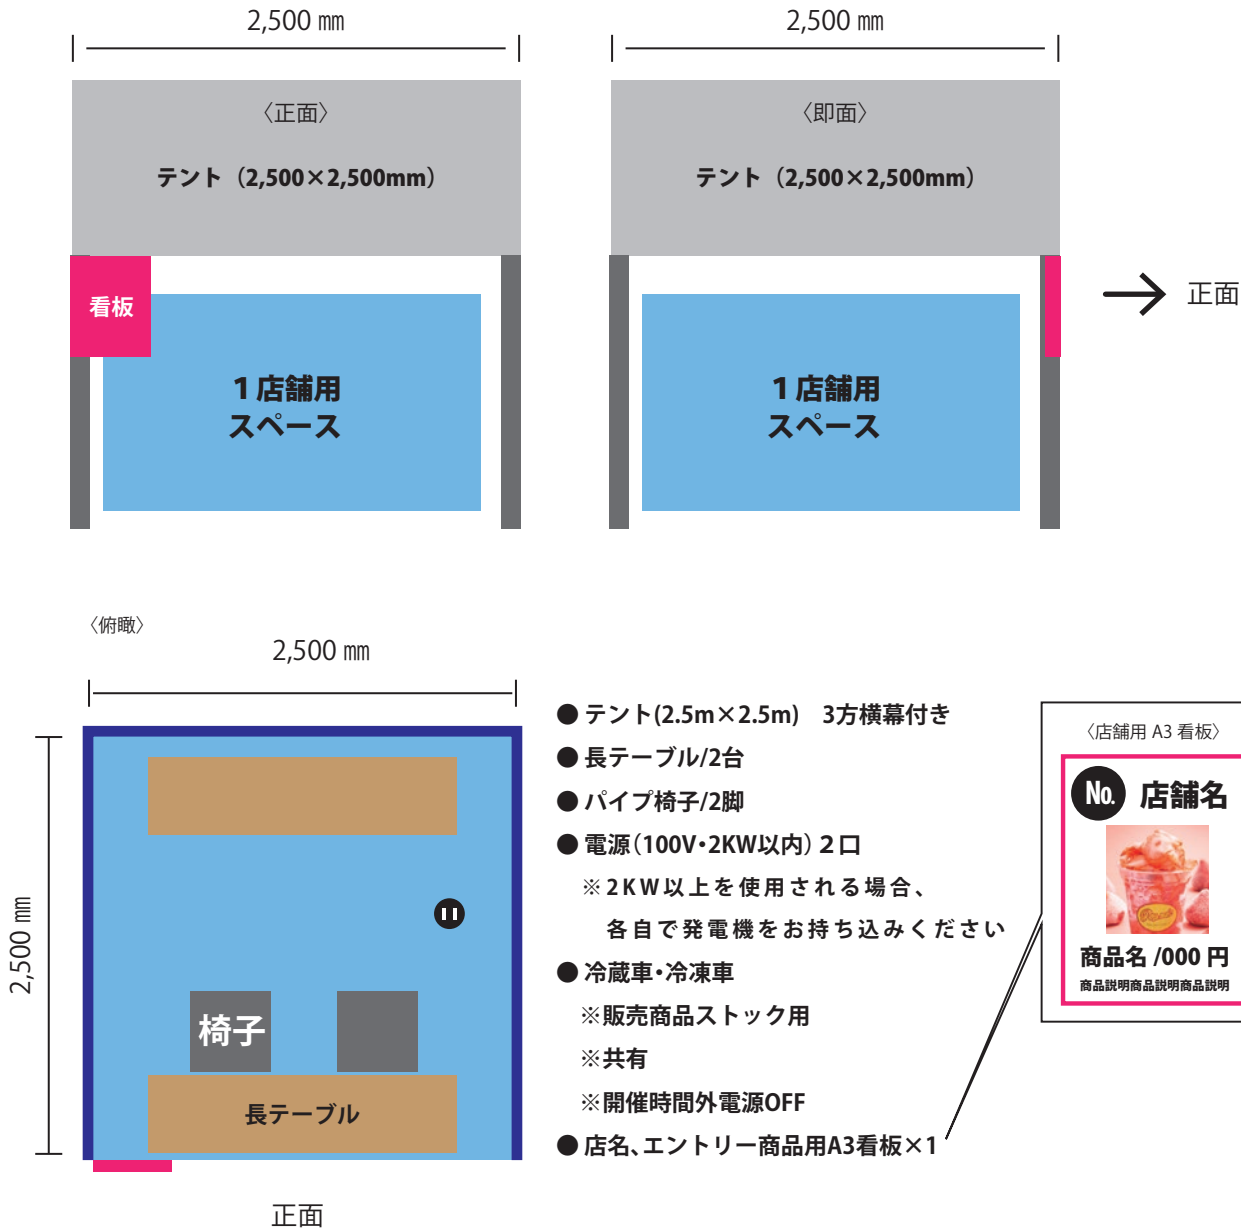 2,500 ㎜
2,500 ㎜
〈正面〉
テント（2,500×2,500mm）
〈即面〉
テント（2,500×2,500mm）
看板
1 店舗用
スペース
1 店舗用
スペース
正面
〈俯瞰〉
2,500 ㎜
2,500 ㎜
椅子
長テーブル
正面
● テント(2.5m×2.5m)　3方横幕付き
● 長テーブル/2台
● パイプ椅子/2脚
● 電源（100V・2KW以内）２口
※2KW以上を使用される場合、
各自で発電機をお持ち込みください
● 冷蔵車・冷凍車
※販売商品ストック用
※共有
※開催時間外電源OFF
● 店名、エントリー商品用A3看板×1
〈店舗用 A3 看板〉
No. 店舗名
商品名 /000 円
商品説明商品説明商品説明